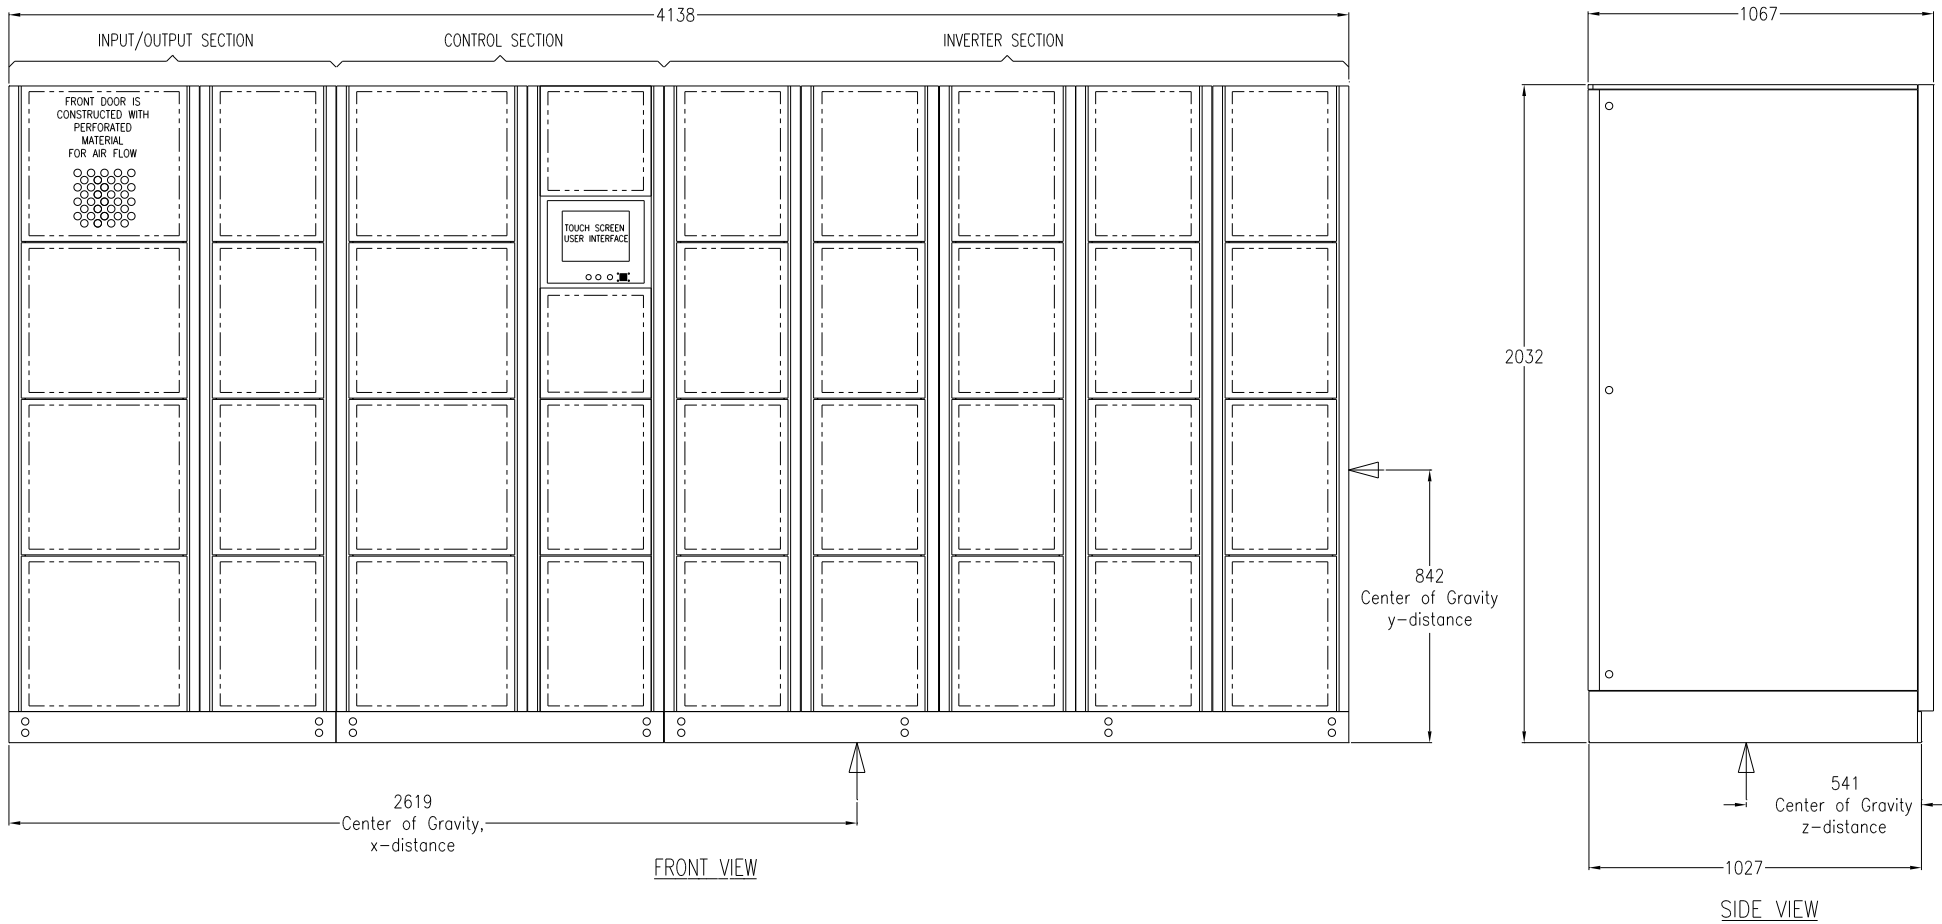 4138
1067
INPUT/OUTPUT SECTION
CONTROL SECTION
INVERTER SECTION
FRONT DOOR IS
CONSTRUCTED WITH
PERFORATED
MATERIAL
FOR AIR FLOW
TOUCH SCREEN
USER INTERFACE
2032
842
Center of Gravity
y-distance
2619
Center of Gravity,
x-distance
541
Center of Gravity
z-distance
1027
FRONT VIEW
SIDE VIEW